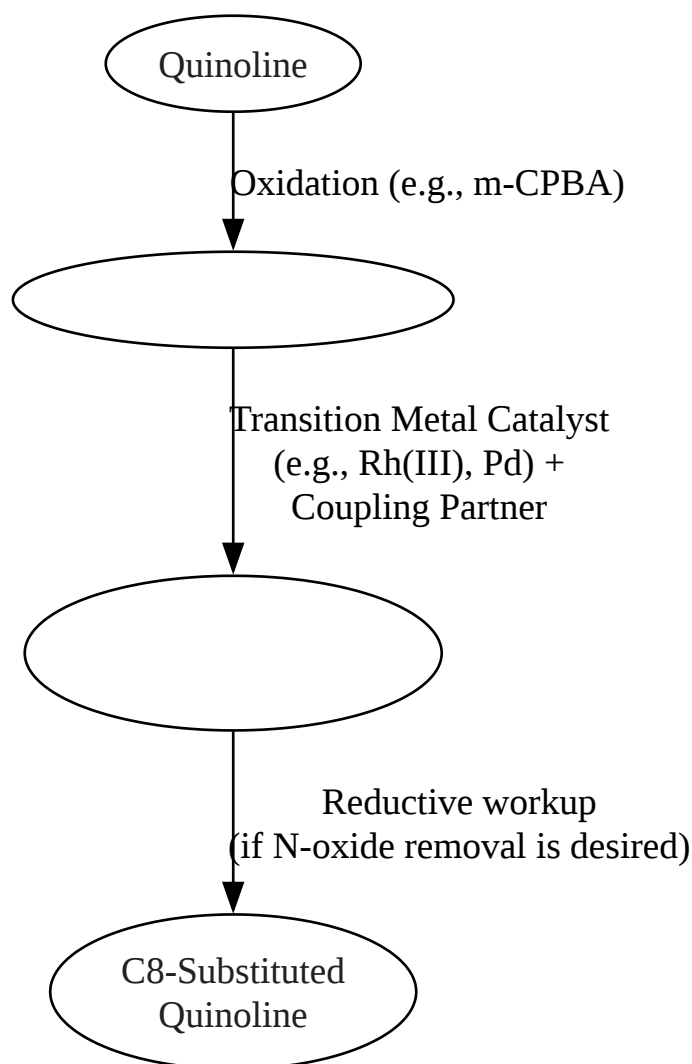 Quinoline
Oxidation (e.g., m-CPBA)
Transition Metal Catalyst
(e.g., Rh(III), Pd) +
Coupling Partner
Reductive workup
(if N-oxide removal is desired)
C8-Substituted
Quinoline